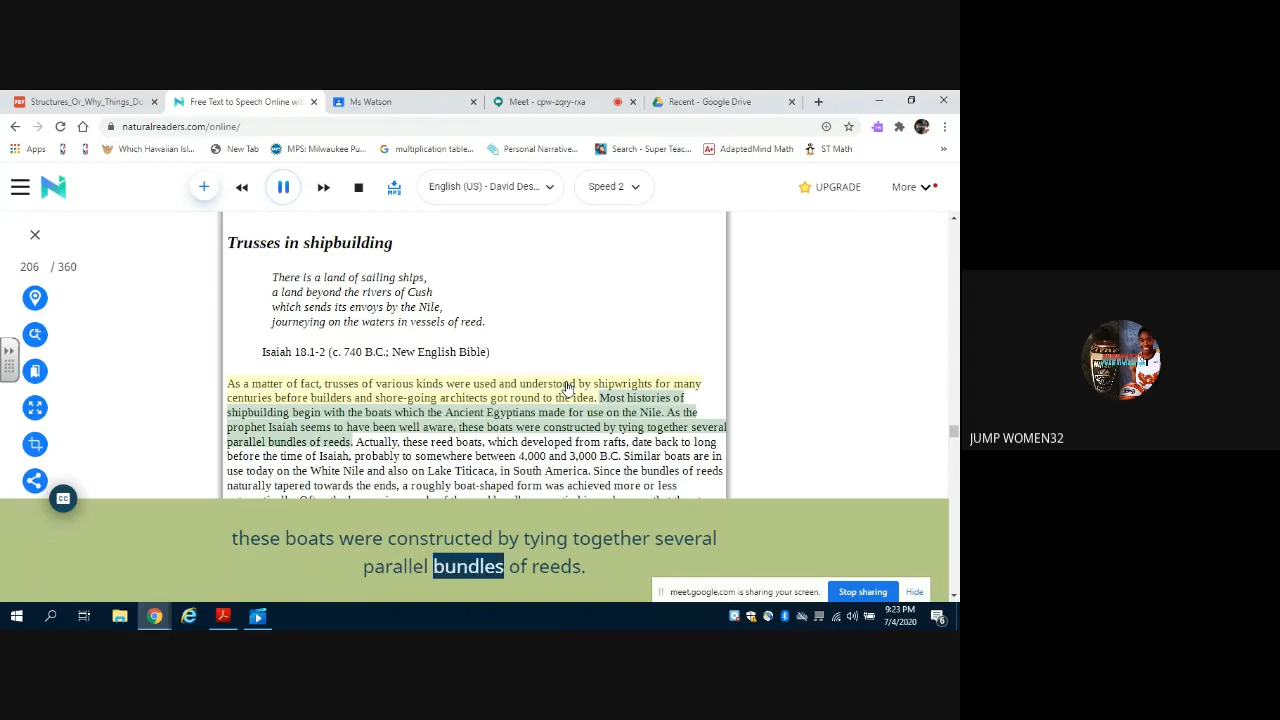 Structures_Or_Why_Things_Do
Free Text to Speech Online wit
Ms Watson
Meet - cpw-zqry-rxa
Recent - Google Drive
naturalreaders.com/online/
Apps
Which Hawaiian Isl...
New Tab
MPS: Milwaukee Pu...
multiplication table...
Personal Narrative...
Search - Super Teac...
AdaptedMind Math
ST Math
MP3
English (US) - David Des...
Speed 2
UPGRADE
More
206 / 360
Trusses in shipbuilding
There is a land of sailing ships,
a land beyond the rivers of Cush
which sends its envoys by the Nile,
journeying on the waters in vessels of reed.
Isaiah 18.1-2 (c. 740 B.C.; New English Bible)
As a matter of fact, trusses of various kinds were used and understood by shipwrights for many
centuries before builders and shore-going architects got round to the idea. Most histories of
shipbuilding begin with the boats which the Ancient Egyptians made for use on the Nile. As the
prophet Isaiah seems to have been well aware, these boats were constructed by tying together several
parallel bundles of reeds. Actually, these reed boats, which developed from rafts, date back to long
before the time of Isaiah, probably to somewhere between 4,000 and 3,000 B.C. Similar boats are in
use today on the White Nile and also on Lake Titicaca, in South America. Since the bundles of reeds
naturally tapered towards the ends, a roughly boat-shaped form was achieved more or less
CC
these boats were constructed by tying together several
parallel bundles of reeds.
meet.google.com is sharing your screen.
Stop sharing
Hide
9:23 PM
7/4/2020
6
JUMP WOMEN32